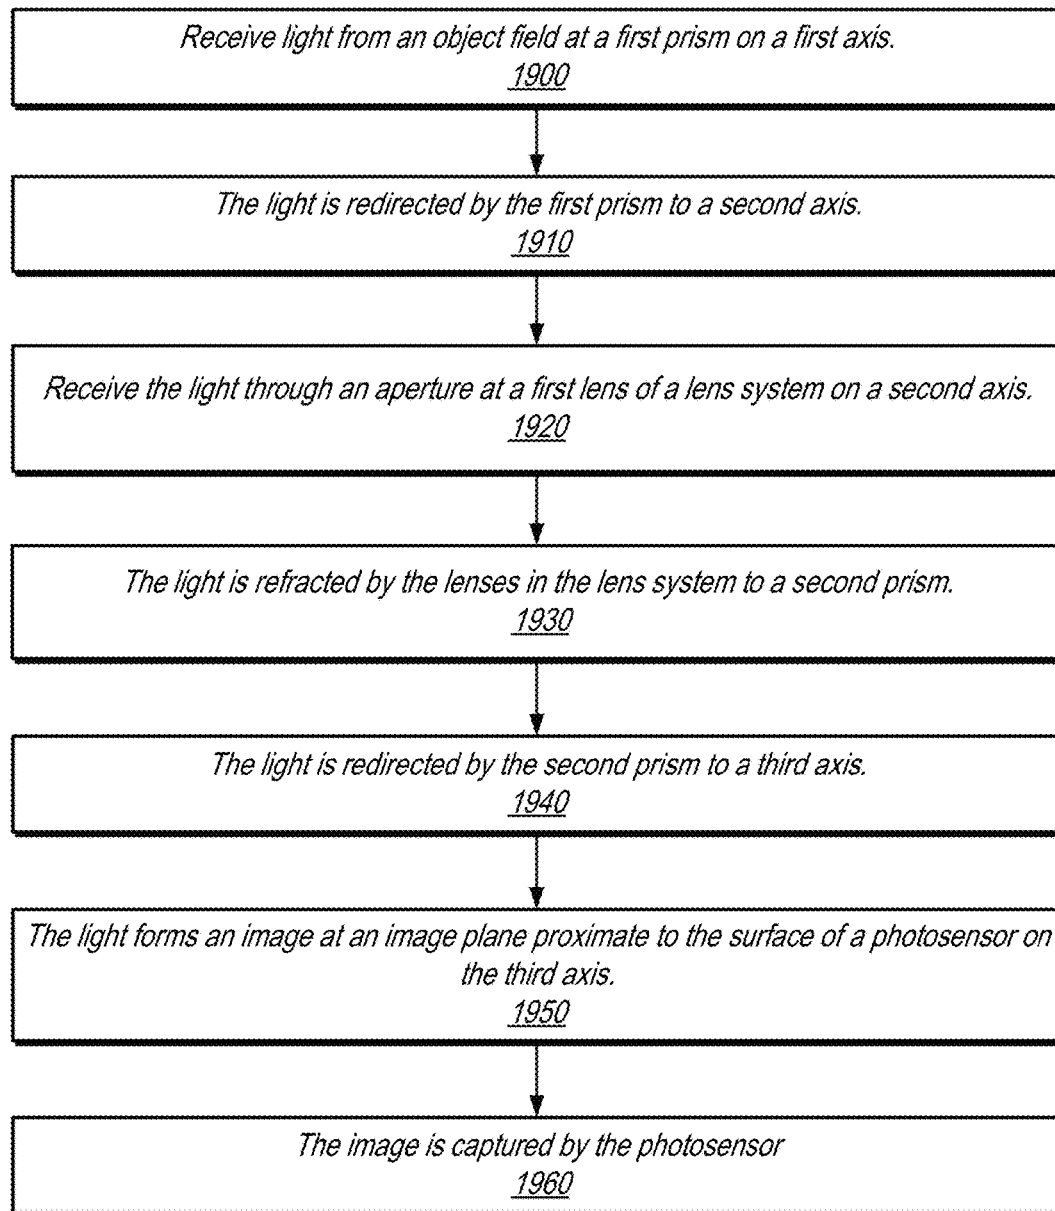 Receive light from an object field at a first prism on a first axis.
1900
The light is redirected by the first prism to a second axis.
1910
Receive the light through an aperture at a first lens of a lens system on a second axis.
1920
The light is refracted by the lenses in the lens system to a second prism.
1930
The light is redirected by the second prism to a third axis.
1940
The light forms an image at an image plane proximate to the surface of a photosensor on
the third axis.
1950
The image is captured by the photosensor
1960